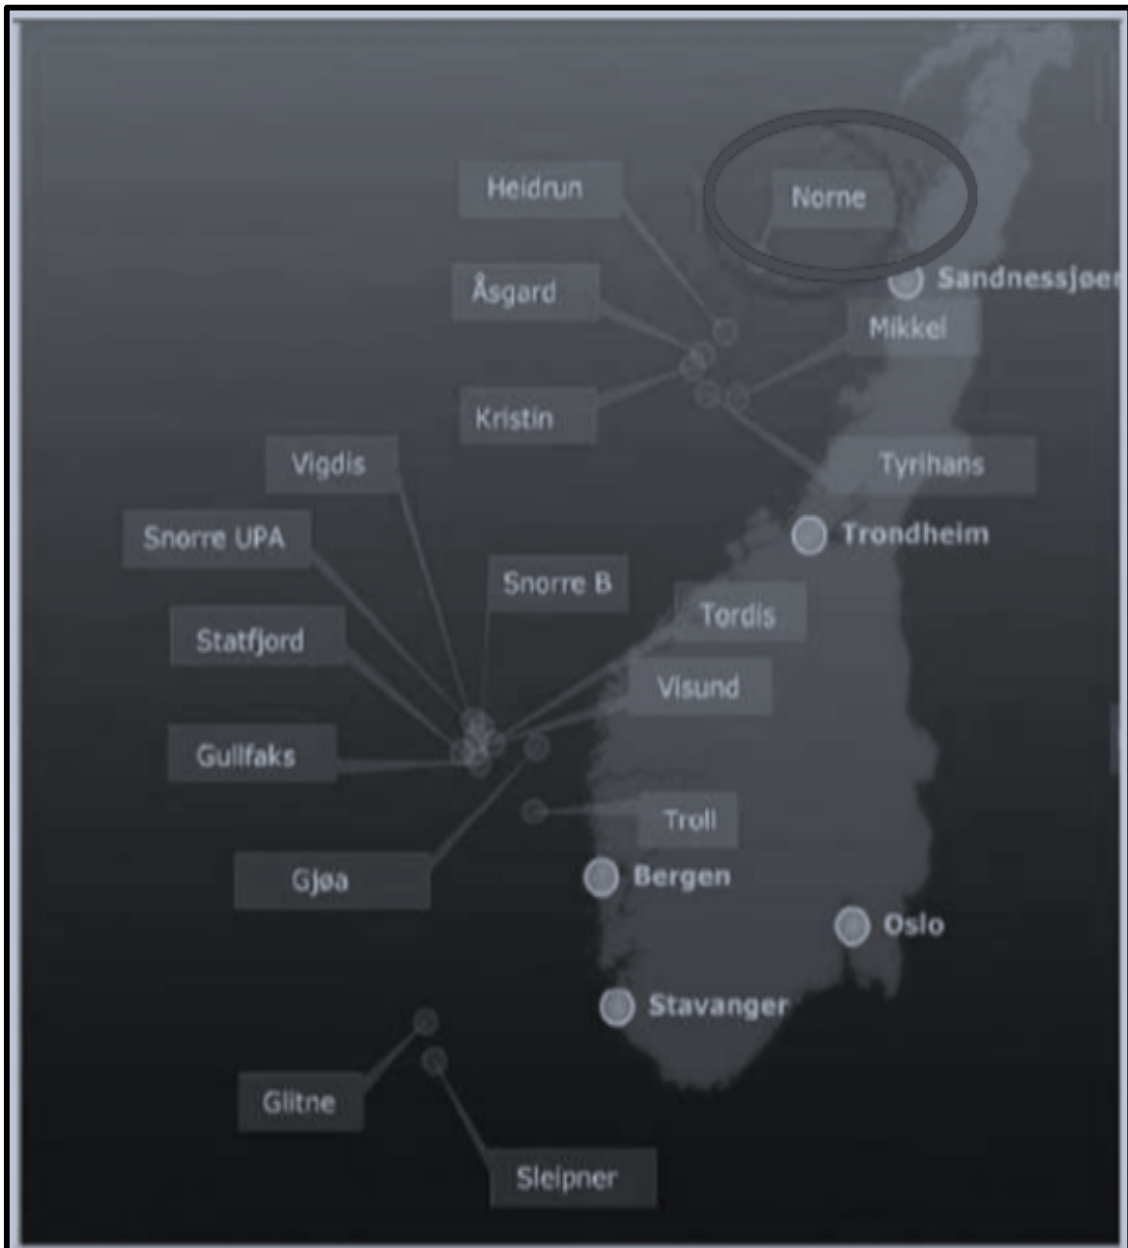 Heidrun
Norne
Åsgard
Sandnessjøen
Mikkel
Kristin
Vigdis
Tyrihans
Snorre UPA
Trondheim
Snorre B
Statfjord
Tordis
Visund
Gullfaks
Troll
Gjøa
Bergen
Oslo
Stavanger
Glitne
Sleipner